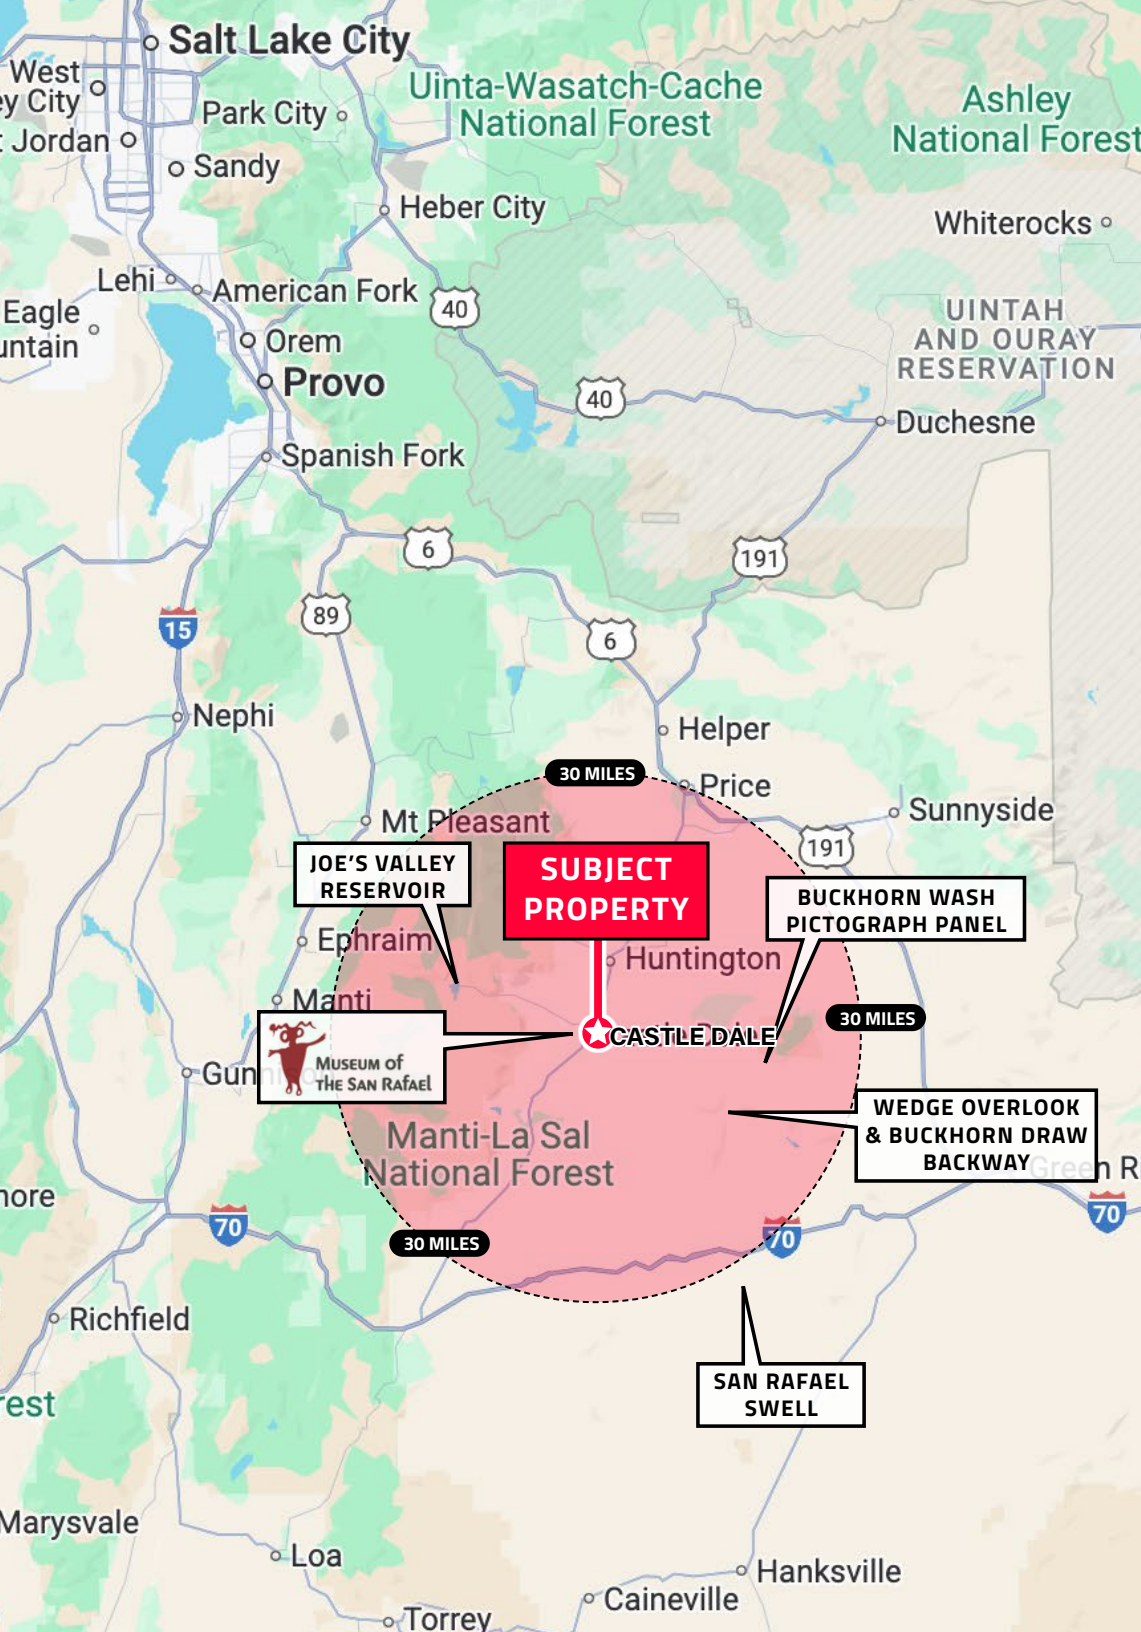 Salt Lake City
West
ey City
Uinta-Wasatch-Cache
National Forest
Ashley
National Forest
Park City
t Jordan
Sandy
Heber City
Whiterocks
Lehi
American Fork
Eagle
untain
40
UINTAH
AND OURAY
RESERVATION
Orem
Provo
40
Duchesne
Spanish Fork
6
191
89
15
6
Nephi
Helper
30 MILES
Price
Mt Pleasant
Sunnyside
191
JOE'S VALLEY
RESERVOIR
SUBJECT
PROPERTY
BUCKHORN WASH
PICTOGRAPH PANEL
Ephraim
Huntington
Manti
30 MILES
CASTLE DALE
MUSEUM OF
THE SAN RAFAEL
Gunnison
WEDGE OVERLOOK
& BUCKHORN DRAW
BACKWAY
Manti-La Sal
National Forest
Green R
more
70
30 MILES
70
70
Richfield
SAN RAFAEL
SWELL
rest
Marysvale
Loa
Hanksville
Caineville
Torrey